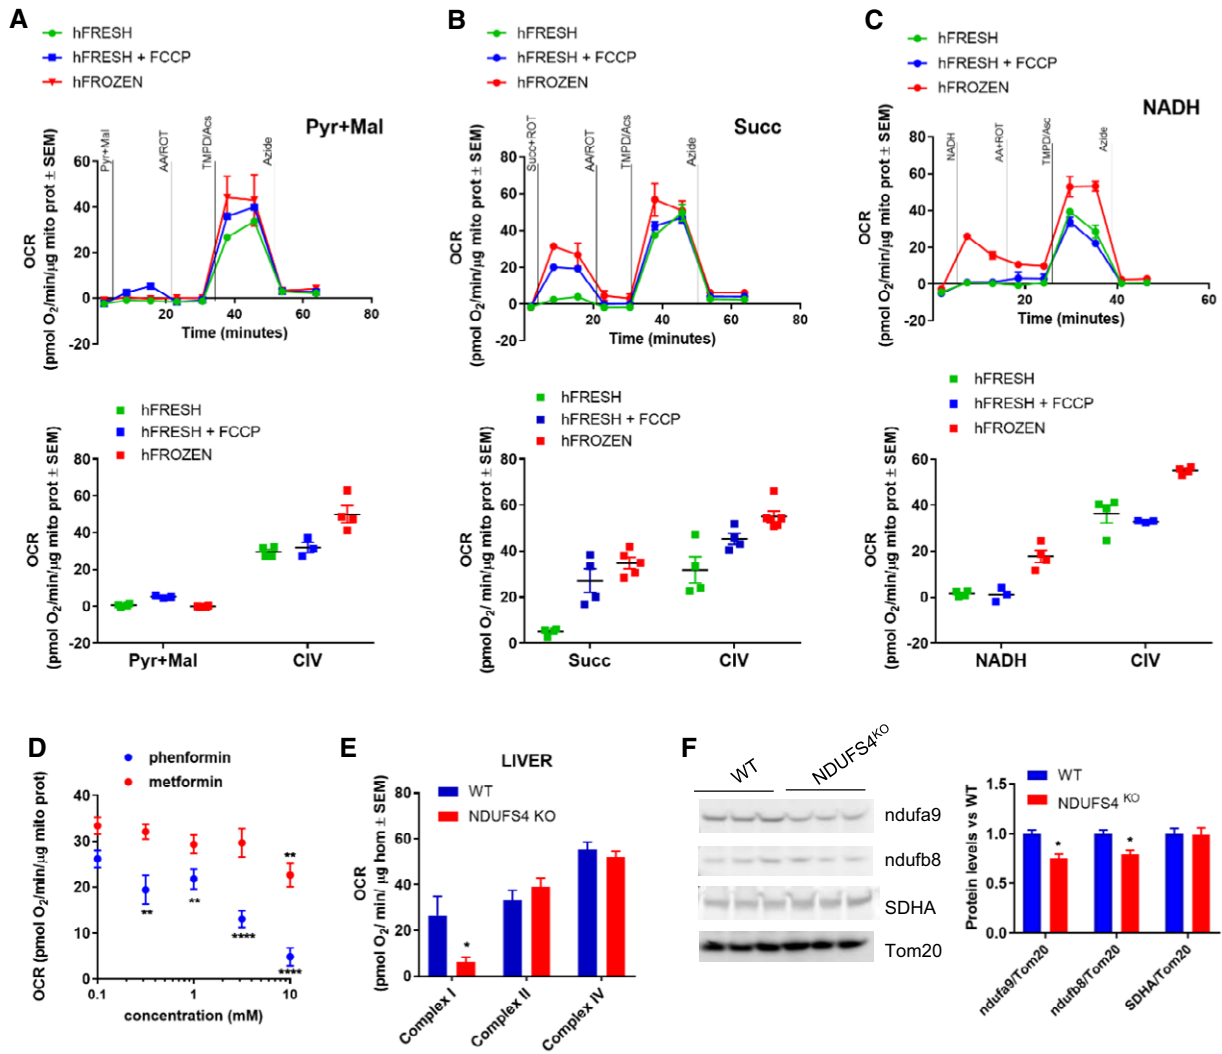 A
hFRESH
hFRESH + FCCP
hFROZEN
Pyr+Mal
Pyr+Mal
AA/ROT
TMPD/Acs
Azide
OCR
(pmol O2/min/µg mito prot ± SEM)
60
40
20
0
-20
20
40
60
80
Time (minutes)
hFRESH
hFRESH + FCCP
hFROZEN
OCR
(pmol O2/min/µg mito prot ± SEM)
80
60
40
20
0
-20
Pyr+Mal
CIV
B
hFRESH
hFRESH + FCCP
hFROZEN
Succ
Succ+ROT
AA/ROT
TMPD/Acs
Azide
OCR
(pmol O2/min/µg mito prot ± SEM)
80
60
40
20
0
-20
20
40
60
80
Time (minutes)
hFRESH
hFRESH + FCCP
hFROZEN
OCR
(pmol O2/ min/µg mito prot ± SEM)
80
60
40
20
0
Succ
CIV
C
hFRESH
hFRESH + FCCP
hFROZEN
NADH
NADH
AA+ROT
TMPD/Asc
Azide
OCR
(pmol O2/min/µg mito prot ± SEM)
80
60
40
20
0
-20
20
40
60
Time (minutes)
hFRESH
hFRESH + FCCP
hFROZEN
OCR
(pmol O2/min/µg mito prot ± SEM)
60
40
20
0
-20
NADH
CIV
D
phenformin
metformin
OCR (pmol O2/min/µg mito prot)
40
30
20
10
0
**
**
****
**
****
0.1
1
10
concentration (mM)
E
LIVER
WT
NDUFS4 KO
OCR
(pmol O2/ min/ µg hom ± SEM)
80
60
40
20
0
*
Complex I
Complex II
Complex IV
F
WT
NDUFS4KO
ndufa9
ndufb8
SDHA
Tom20
WT
NDUFS4 KO
Protein levels vs WT
1.5
1.0
0.5
0.0
*
*
ndufa9/Tom20
ndufb8/Tom20
SDHA/Tom20